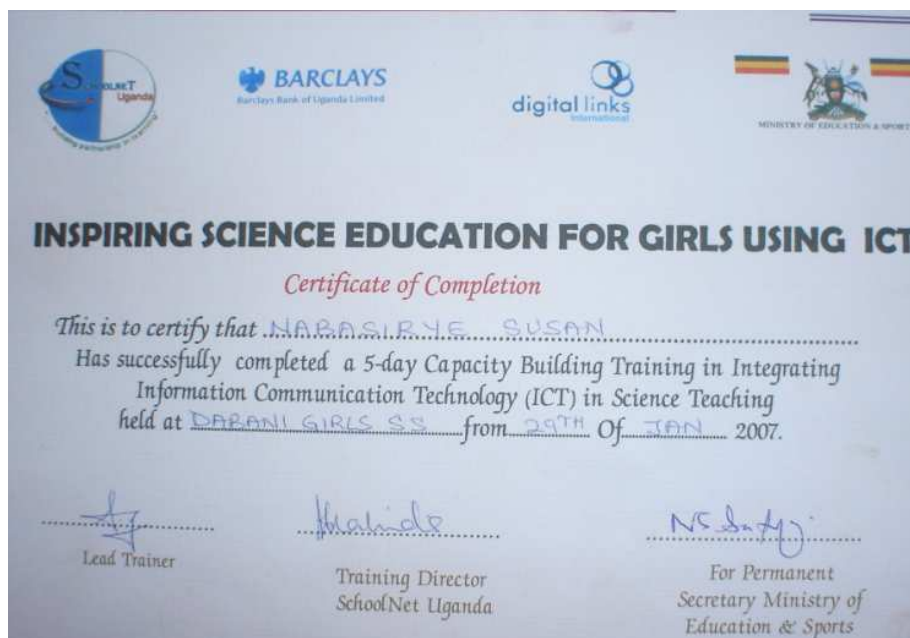 SCHOOLNET
Uganda
BARCLAYS
Barclays Bank of Uganda Limited
digital links
international
MINISTRY OF EDUCATION & SPORTS
INSPIRING SCIENCE EDUCATION FOR GIRLS USING ICT
Certificate of Completion
This is to certify that NABASIRYE SUSAN
Has successfully completed a 5-day Capacity Building Training in Integrating
Information Communication Technology (ICT) in Science Teaching
held at DABANI GIRLS SS from 29TH Of JAN 2007.
Lead Trainer
Training Director
SchoolNet Uganda
For Permanent
Secretary Ministry of
Education & Sports